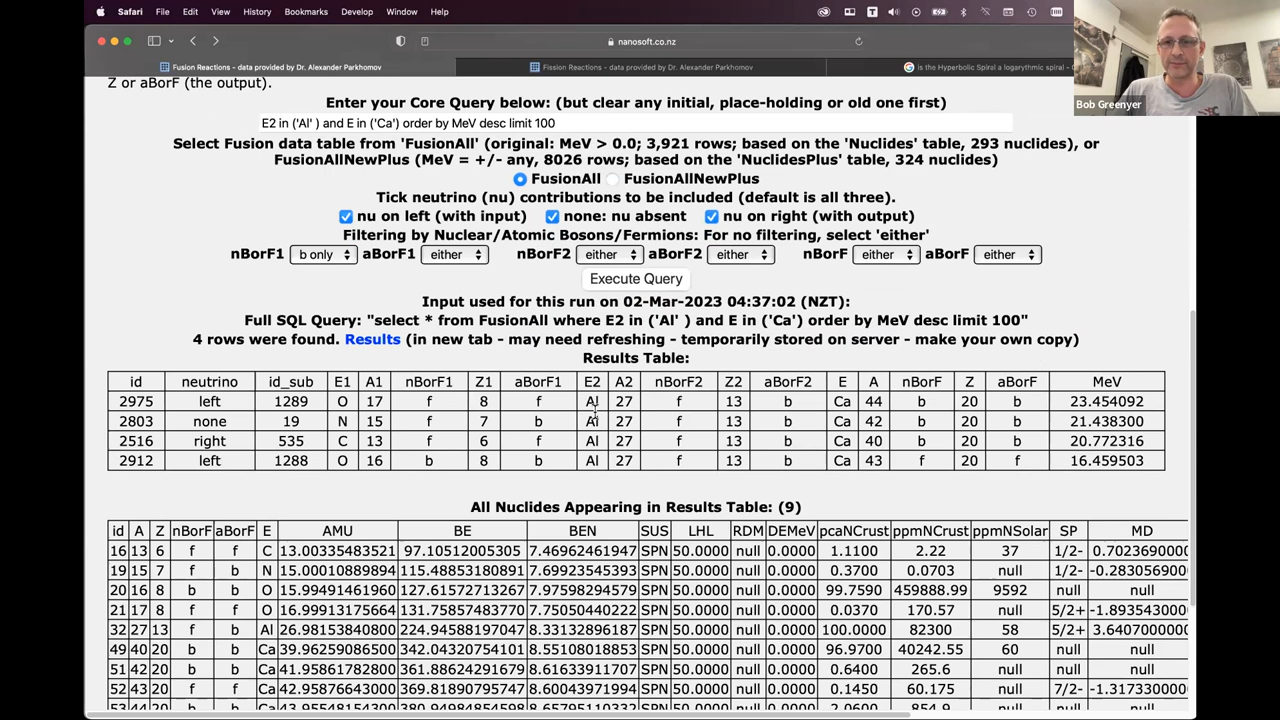 Safari File Edit View History Bookmarks Develop Window Help
nanosoft.co.nz
Fusion Reactions - data provided by Dr. Alexander Parkhomov
Fission Reactions - data provided by Dr. Alexander Parkhomov
is the Hyperbolic Spiral a logarythmic spiral -
Bob Greenyer
Z or aBorF (the output).
Enter your Core Query below: (but clear any initial, place-holding or old one first)
E2 in ('Al' ) and E in ('Ca') order by MeV desc limit 100
Select Fusion data table from 'FusionAll' (original: MeV > 0.0; 3,921 rows; based on the 'Nuclides' table, 293 nuclides), or
FusionAllNewPlus (MeV = +/- any, 8026 rows; based on the 'NuclidesPlus' table, 324 nuclides)
FusionAll FusionAllNewPlus
Tick neutrino (nu) contributions to be included (default is all three).
nu on left (with input) none: nu absent nu on right (with output)
Filtering by Nuclear/Atomic Bosons/Fermions: For no filtering, select 'either'
nBorF1 b only aBorF1 either nBorF2 either aBorF2 either nBorF either aBorF either
Execute Query
Input used for this run on 02-Mar-2023 04:37:02 (NZT):
Full SQL Query: "select * from FusionAll where E2 in ('Al' ) and E in ('Ca') order by MeV desc limit 100"
4 rows were found. Results (in new tab - may need refreshing - temporarily stored on server - make your own copy)
Results Table:
id neutrino id_sub E1 A1 nBorF1 Z1 aBorF1 E2 A2 nBorF2 Z2 aBorF2 E A nBorF Z aBorF MeV
2975 left 1289 O 17 f 8 f Al 27 f 13 b Ca 44 b 20 b 23.454092
2803 none 19 N 15 f 7 b Al 27 f 13 b Ca 42 b 20 b 21.438300
2516 right 535 C 13 f 6 f Al 27 f 13 b Ca 40 b 20 b 20.772316
2912 left 1288 O 16 b 8 b Al 27 f 13 b Ca 43 f 20 f 16.459503
All Nuclides Appearing in Results Table: (9)
id A Z nBorF aBorF E AMU BE BEN SUS LHL RDM DEMeV pcaNCrust ppmNCrust ppmNSolar SP MD
16 13 6 f f C 13.00335483521 97.10512005305 7.46962461947 SPN 50.0000 null 0.0000 1.1100 2.22 37 1/2- 0.7023690000
19 15 7 f b N 15.00010889894 115.48853180891 7.69923545393 SPN 50.0000 null 0.0000 0.3700 0.0703 null 1/2- -0.283056900
20 16 8 b b O 15.99491461960 127.61572713267 7.97598294579 SPN 50.0000 null 0.0000 99.7590 459888.99 9592 null null
21 17 8 f f O 16.99913175664 131.75857483770 7.75050440222 SPN 50.0000 null 0.0000 0.0370 170.57 null 5/2+ -1.893543000
32 27 13 f b Al 26.98153840800 224.94588197047 8.33132896187 SPN 50.0000 null 0.0000 100.0000 82300 58 5/2+ 3.6407000000
49 40 20 b b Ca 39.96259086500 342.04320754101 8.55108018853 SPN 50.0000 null 0.0000 96.9700 40242.55 60 null null
51 42 20 b b Ca 41.95861782800 361.88624291679 8.61633911707 SPN 50.0000 null 0.0000 0.6400 265.6 null null null
52 43 20 f f Ca 42.95876643000 369.81890795747 8.60043971994 SPN 50.0000 null 0.0000 0.1450 60.175 null 7/2- -1.317330000